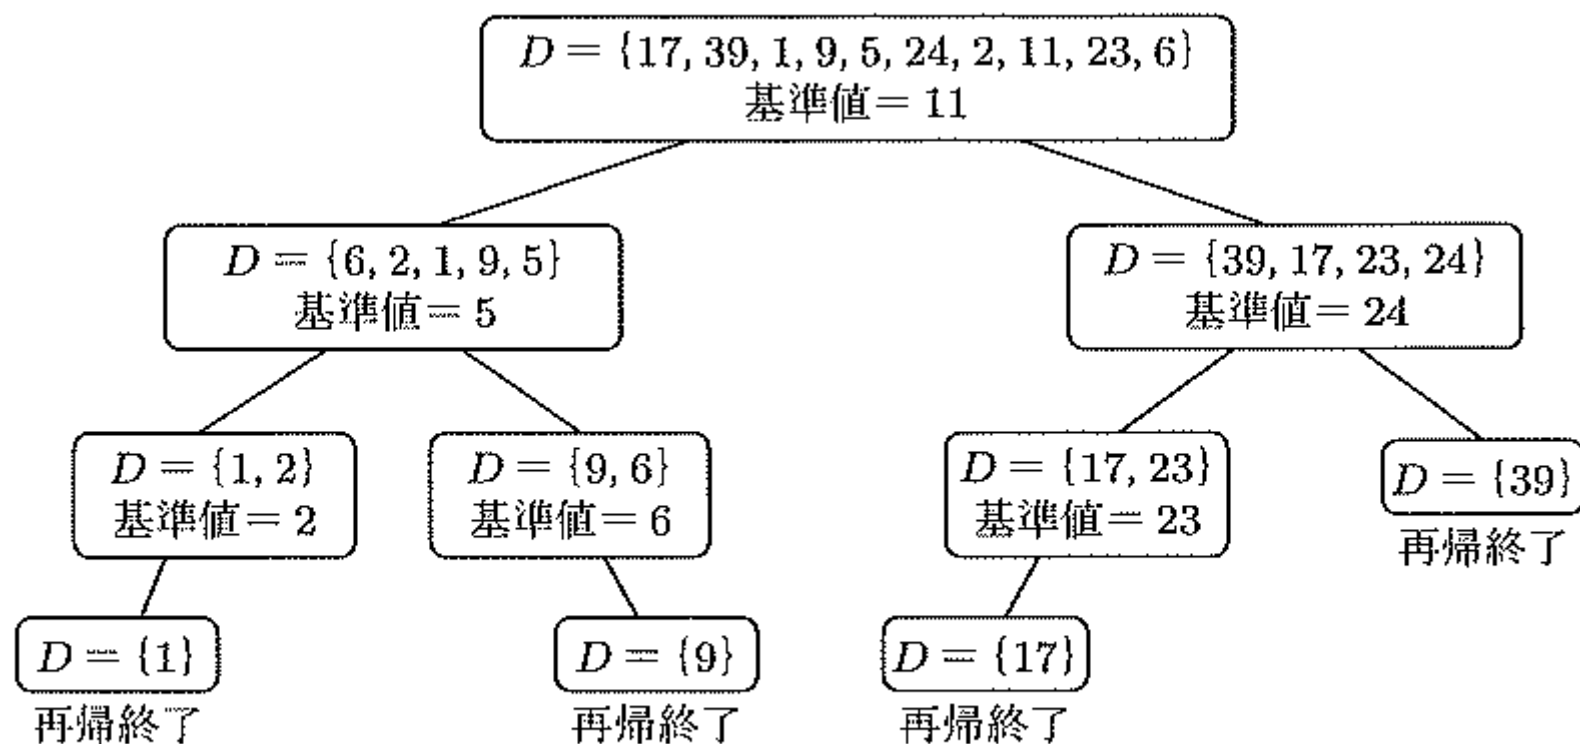 D = {17, 39, 1, 9, 5, 24, 2, 11, 23, 6}
基準値 = 11
D = {6, 2, 1, 9, 5}
基準値 = 5
D = {39, 17, 23, 24}
基準値 = 24
D = {1, 2}
基準値 = 2
D = {9, 6}
基準値 = 6
D = {17, 23}
基準値 = 23
D = {39}
再帰終了
D = {1}
再帰終了
D = {9}
再帰終了
D = {17}
再帰終了